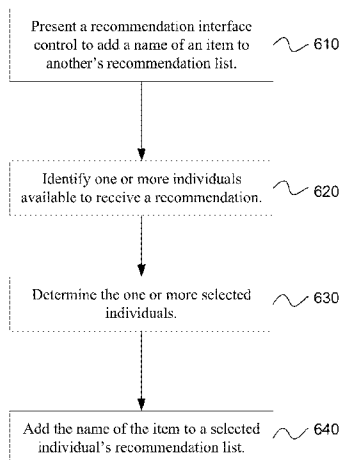 Present a recommendation interface
control to add a name of an item to
another's recommendation list.
610
Identify one or more individuals
available to receive a recommendation.
620
Determine the one or more selected
individuals.
630
Add the name of the item to a selected
individual's recommendation list.
640